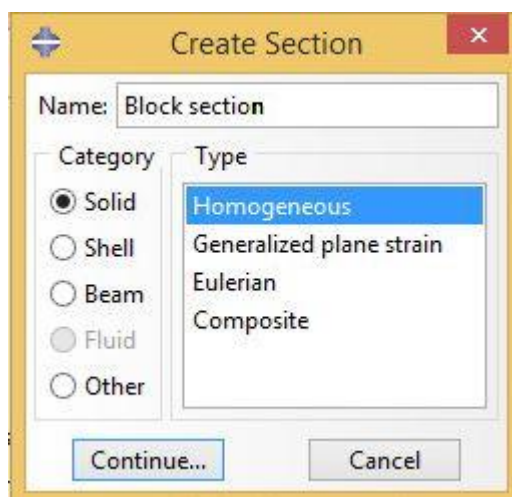 Create Section
Name: Block section
Category
Type
Solid
Shell
Beam
Fluid
Other
Homogeneous
Generalized plane strain
Eulerian
Composite
Continue...
Cancel